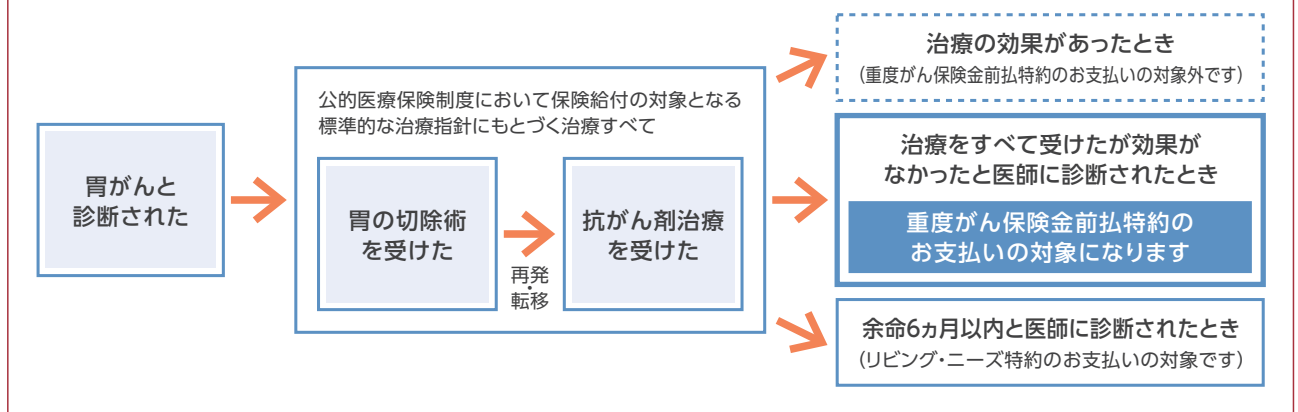 胃がんと
診断された
公的医療保険制度において保険給付の対象となる
標準的な治療指針にもとづく治療すべて
胃の切除術
を受けた
再発・
転移
抗がん剤治療
を受けた
治療の効果があったとき
(重度がん保険金前払特約のお支払いの対象外です)
治療をすべて受けたが効果が
なかったと医師に診断されたとき
重度がん保険金前払特約の
お支払いの対象になります
余命6ヵ月以内と医師に診断されたとき
(リビング・ニーズ特約のお支払いの対象です)